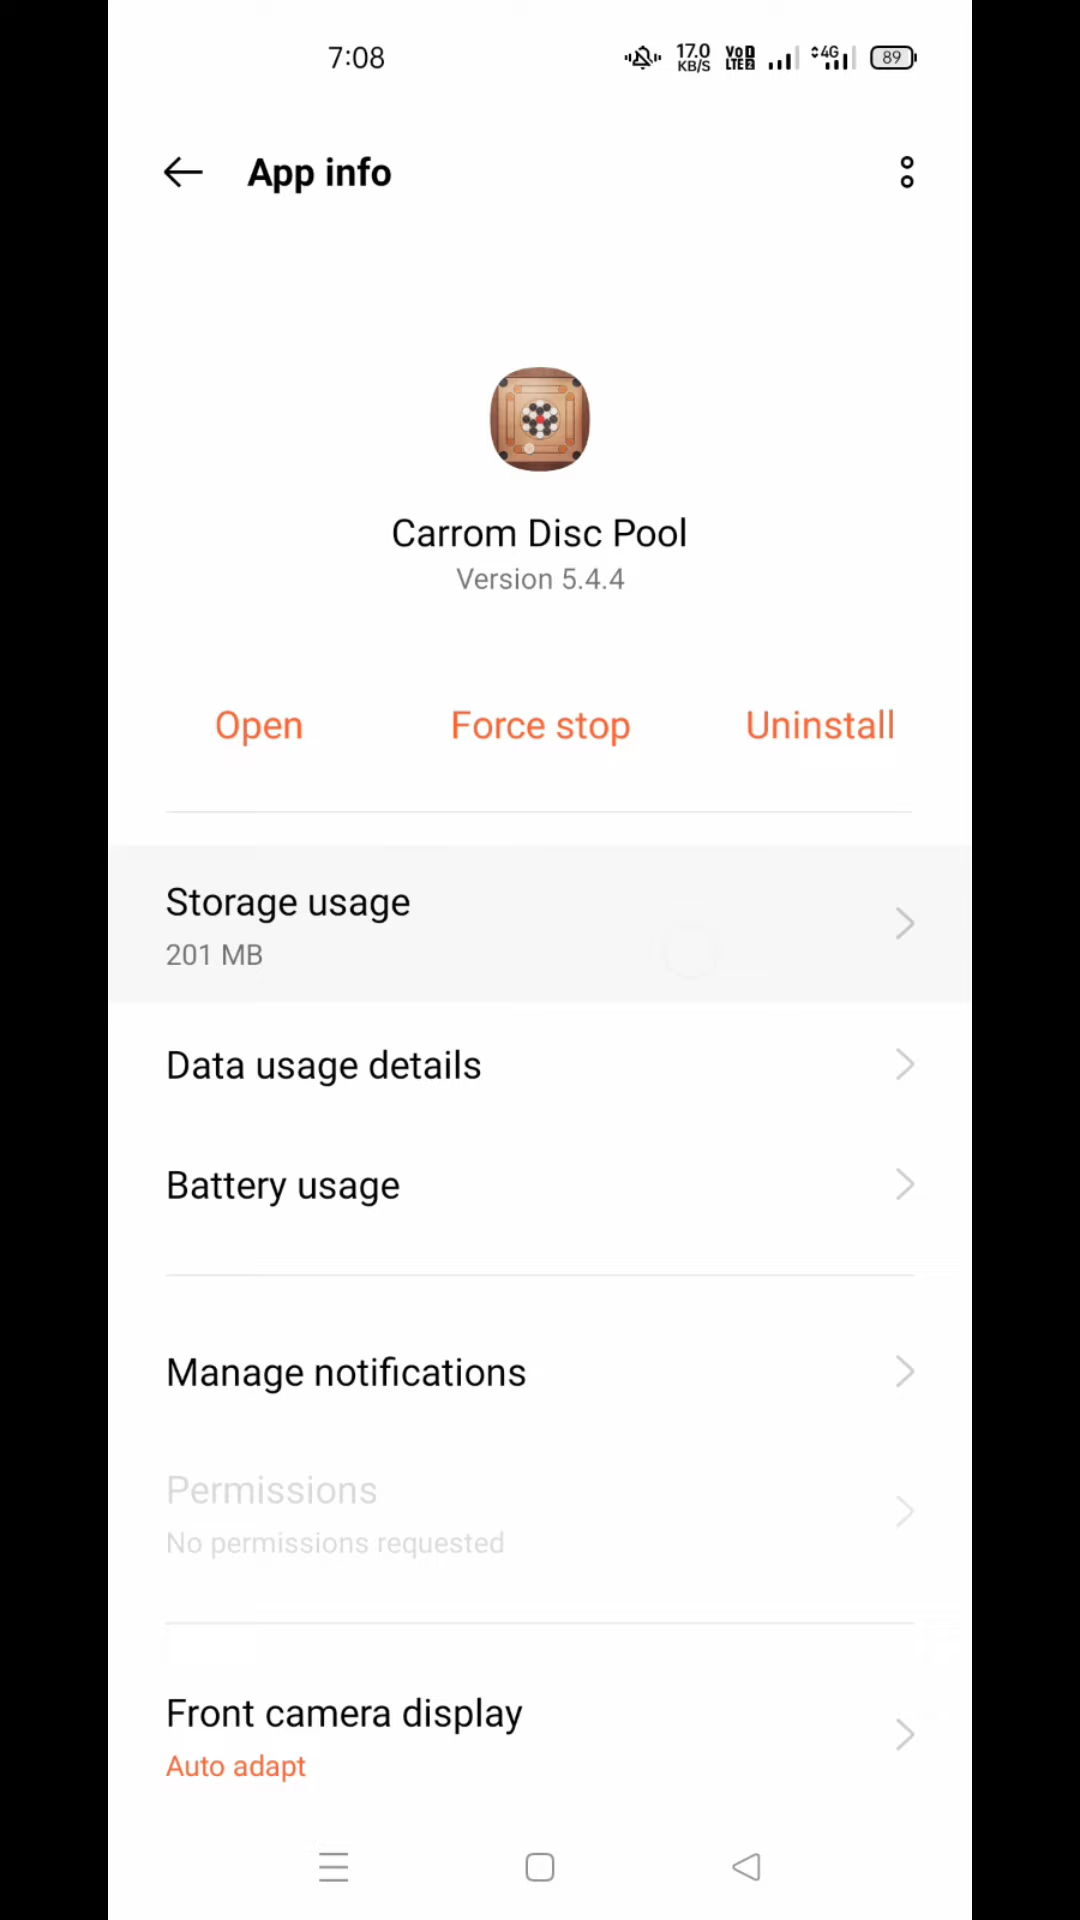 7:08
17.0
KB/S
VoD
LTE2
4G
89
App info
Carrom Disc Pool
Version 5.4.4
Open
Force stop
Uninstall
Storage usage
201 MB
Data usage details
Battery usage
Manage notifications
Permissions
No permissions requested
Front camera display
Auto adapt